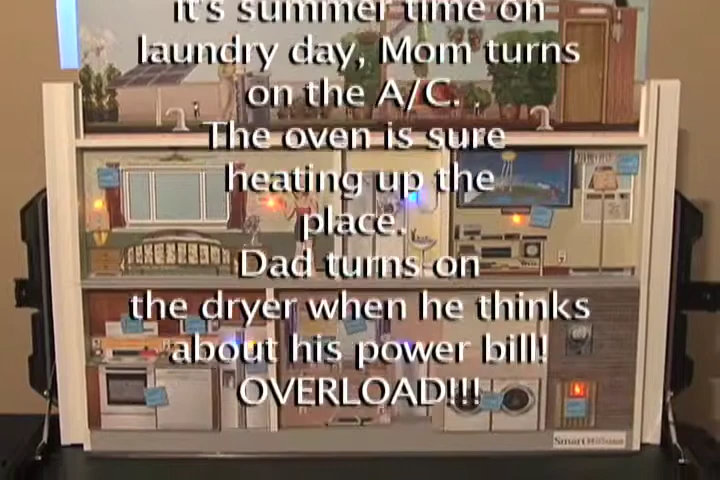 It's summer time on
laundry day, Mom turns
on the A/C.
The oven is sure
heating up the
place.
Dad turns on
the dryer when he thinks
about his power bill!
OVERLOAD!!!
Smart